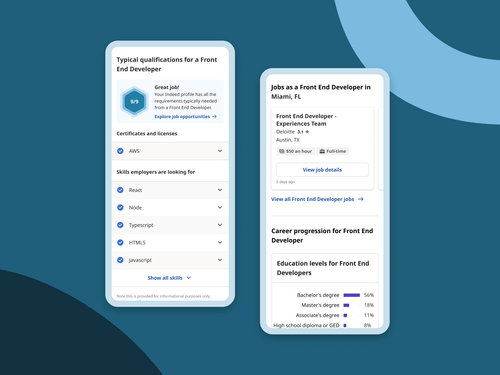 Typical qualifications for a Front
End Developer
9/9
Great job!
Your Indeed profile has all the
requirements typically needed
from a Front End Developer.
Explore job opportunities →
Certificates and licenses
AWS
Skills employers are looking for
React
Node
Typescript
HTML5
Javascript
Show all skills
Note this is provided for informational purposes only.
Jobs as a Front End Developer in
Miami, FL
Front End Developer -
Experiences Team
Deloitte 3.1 ★
Austin, TX
$50 an hour
Full-time
View job details
5 days ago
View all Front End Developer jobs →
Career progression for Front End
Developer
Education levels for Front End
Developers
Bachelor's degree 56%
Master's degree 18%
Associate's degree 11%
High school diploma or GED 8%